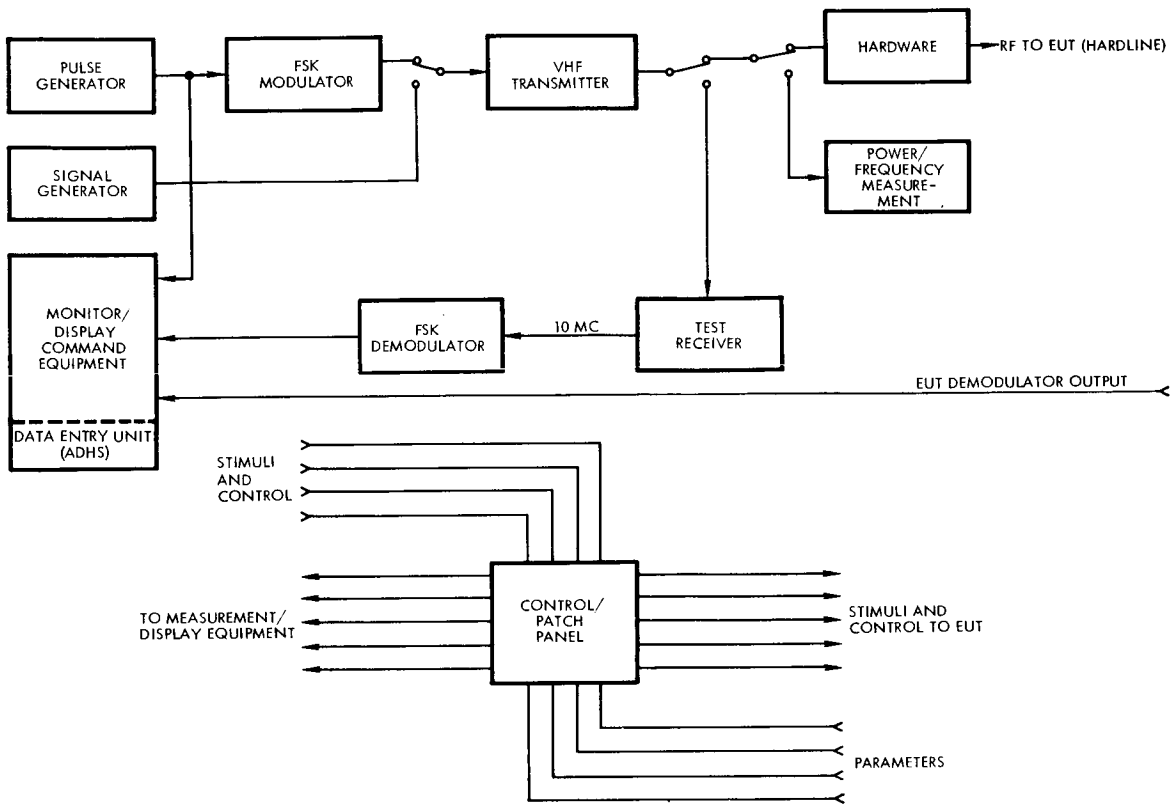 PULSE
GENERATOR
FSK
MODULATOR
VHF
TRANSMITTER
HARDWARE
RF TO EUT (HARDLINE)
SIGNAL
GENERATOR
POWER/
FREQUENCY
MEASURE-
MENT
MONITOR/
DISPLAY
COMMAND
EQUIPMENT
DATA ENTRY UNIT
(ADHS)
FSK
DEMODULATOR
10 MC
TEST
RECEIVER
EUT DEMODULATOR OUTPUT
STIMULI
AND
CONTROL
TO MEASUREMENT/
DISPLAY EQUIPMENT
CONTROL/
PATCH
PANEL
STIMULI AND
CONTROL TO EUT
PARAMETERS